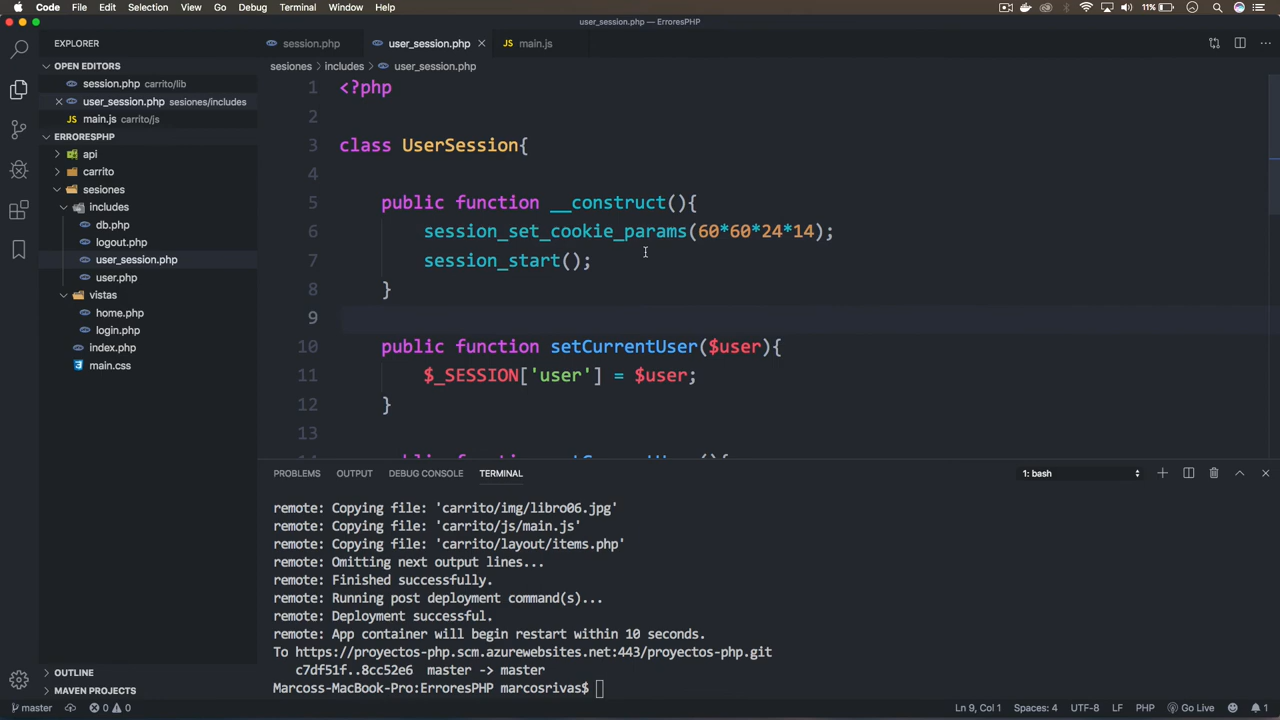 Code File Edit Selection View Go Debug Terminal Window Help 11%
user_session.php — ErroresPHP
EXPLORER
session.php user_session.php JS main.js
OPEN EDITORS
sesiones > includes > user_session.php
session.php carrito/lib
user_session.php sesiones/includes
JS main.js carrito/js
ERRORESPHP
api
carrito
sesiones
includes
db.php
logout.php
user_session.php
user.php
vistas
home.php
login.php
index.php
main.css
OUTLINE
MAVEN PROJECTS
1 <?php
2
3 class UserSession{
4
5 public function __construct(){
6 session_set_cookie_params(60*60*24*14);
7 session_start();
8 }
9
10 public function setCurrentUser($user){
11 $_SESSION['user'] = $user;
12 }
13
PROBLEMS OUTPUT DEBUG CONSOLE TERMINAL 1: bash
remote: Copying file: 'carrito/img/libro06.jpg'
remote: Copying file: 'carrito/js/main.js'
remote: Copying file: 'carrito/layout/items.php'
remote: Omitting next output lines...
remote: Finished successfully.
remote: Running post deployment command(s)...
remote: Deployment successful.
remote: App container will begin restart within 10 seconds.
To https://proyectos-php.scm.azurewebsites.net:443/proyectos-php.git
c7df51f..8cc52e6 master -> master
Marcoss-MacBook-Pro:ErroresPHP marcosrivas$
master 0 0 Ln 9, Col 1 Spaces: 4 UTF-8 LF PHP Go Live 1